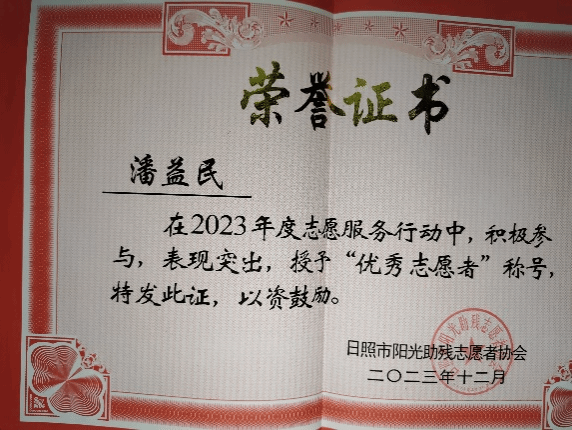 荣誉证书
潘益民
在2023年度志愿服务行动中,积极参
与,表现突出,授予“优秀志愿者”称号,
特发此证,以资鼓励。
日照市阳光助残志愿者协会
二〇二三年十二月